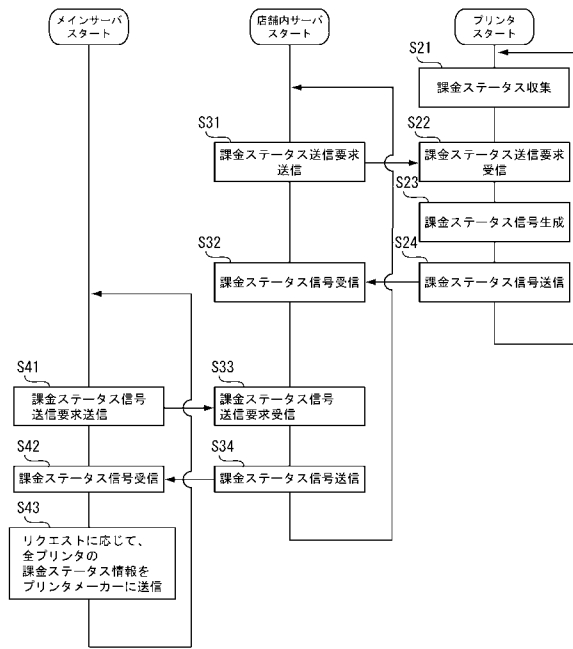 メインサーバ
スタート
店舗内サーバ
スタート
プリンタ
スタート
S21
課金ステータス収集
S31
課金ステータス送信要求
送信
S22
課金ステータス送信要求
受信
S23
課金ステータス信号生成
S32
課金ステータス信号受信
S24
課金ステータス信号送信
S41
課金ステータス信号
送信要求送信
S33
課金ステータス信号
送信要求受信
S42
課金ステータス信号受信
S34
課金ステータス信号送信
S43
リクエストに応じて、
全プリンタの
課金ステータス情報を
プリンタメーカーに送信